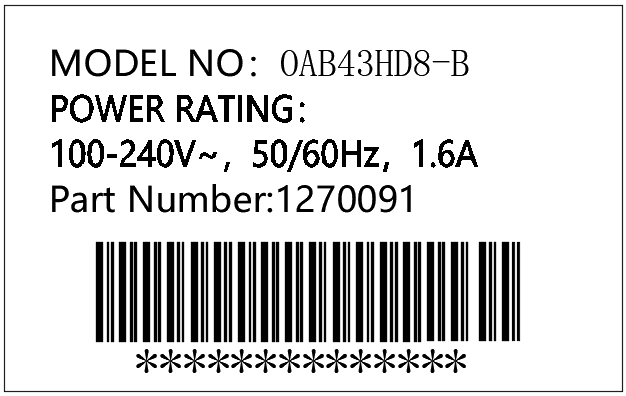 MODEL NO：0AB43HD8-B
POWER RATING：
100-240V~，50/60Hz，1.6A
Part Number:1270091
**************